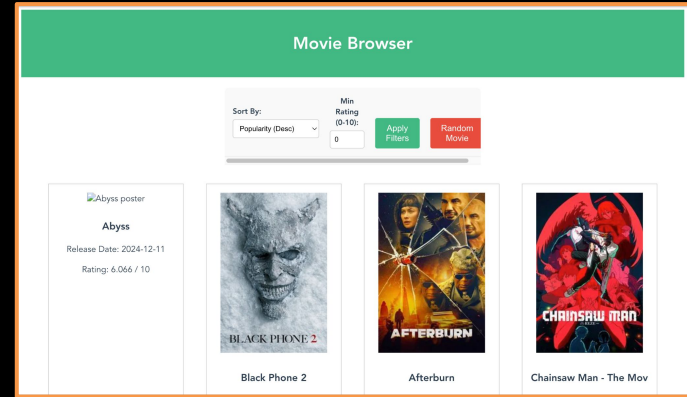 Movie Browser
Sort By:
Popularity (Desc)
Min
Rating
(0-10):
0
Apply
Filters
Random
Movie
Abyss poster
Abyss
Release Date: 2024-12-11
Rating: 6.066 / 10
BLACK PHONE 2
Black Phone 2
AFTERBURN
Afterburn
CHAINSAW MAN
Chainsaw Man - The Mov